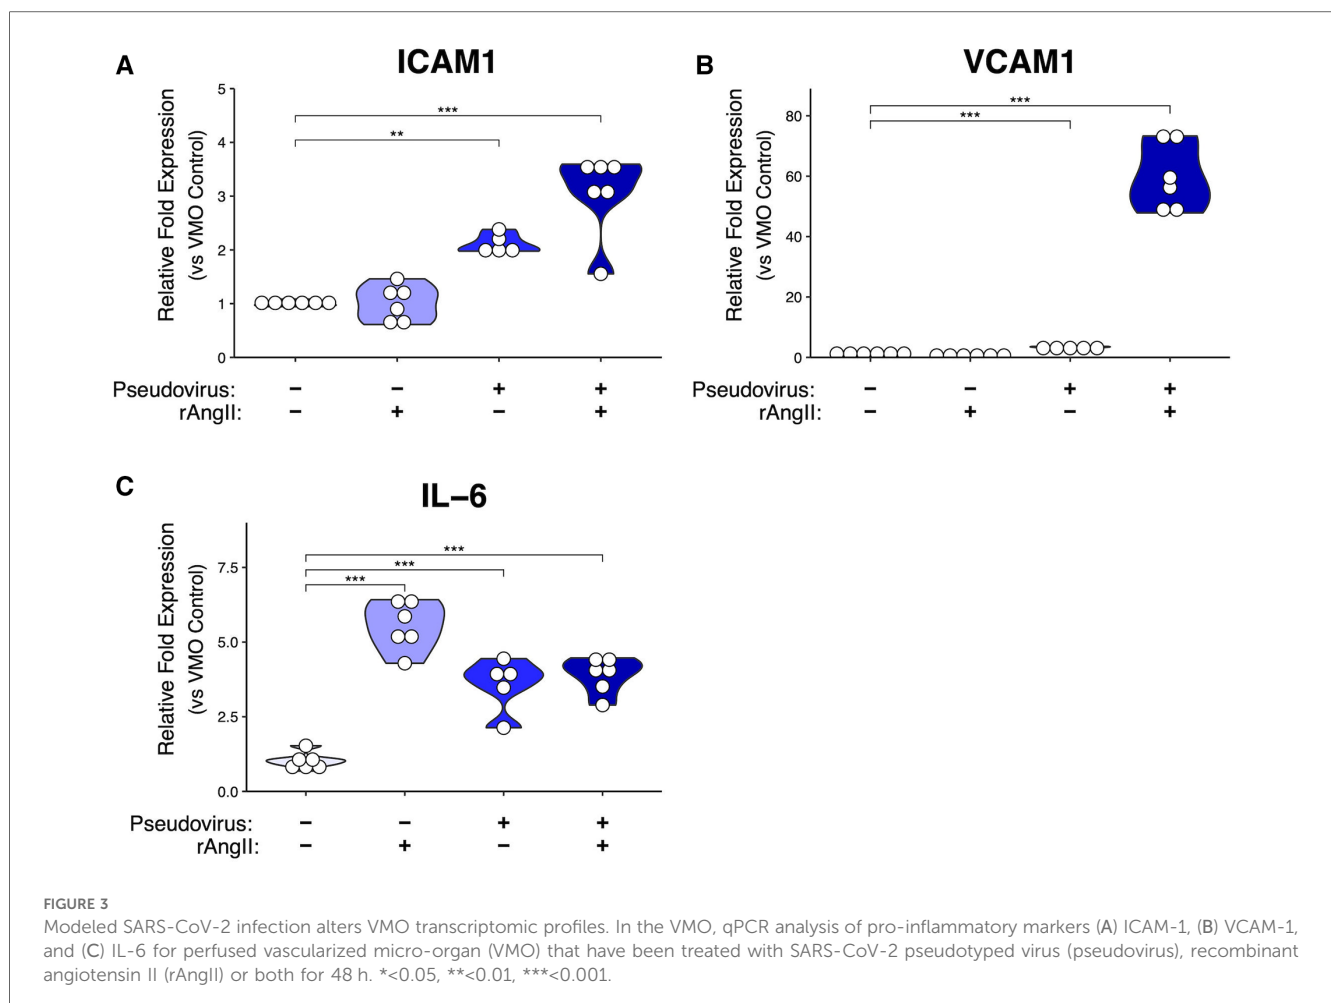 A
ICAM1
Relative Fold Expression
(vs VMO Control)
5
4
3
2
1
0
***
**
Pseudovirus: − − + +
rAngII: − + − +
B
VCAM1
Relative Fold Expression
(vs VMO Control)
80
60
40
20
0
***
***
Pseudovirus: − − + +
rAngII: − + − +
C
IL−6
Relative Fold Expression
(vs VMO Control)
7.5
5.0
2.5
0.0
***
***
***
Pseudovirus: − − + +
rAngII: − + − +
FIGURE 3
Modeled SARS-CoV-2 infection alters VMO transcriptomic profiles. In the VMO, qPCR analysis of pro-inflammatory markers (A) ICAM-1, (B) VCAM-1,
and (C) IL-6 for perfused vascularized micro-organ (VMO) that have been treated with SARS-CoV-2 pseudotyped virus (pseudovirus), recombinant
angiotensin II (rAngII) or both for 48 h. *<0.05, **<0.01, ***<0.001.